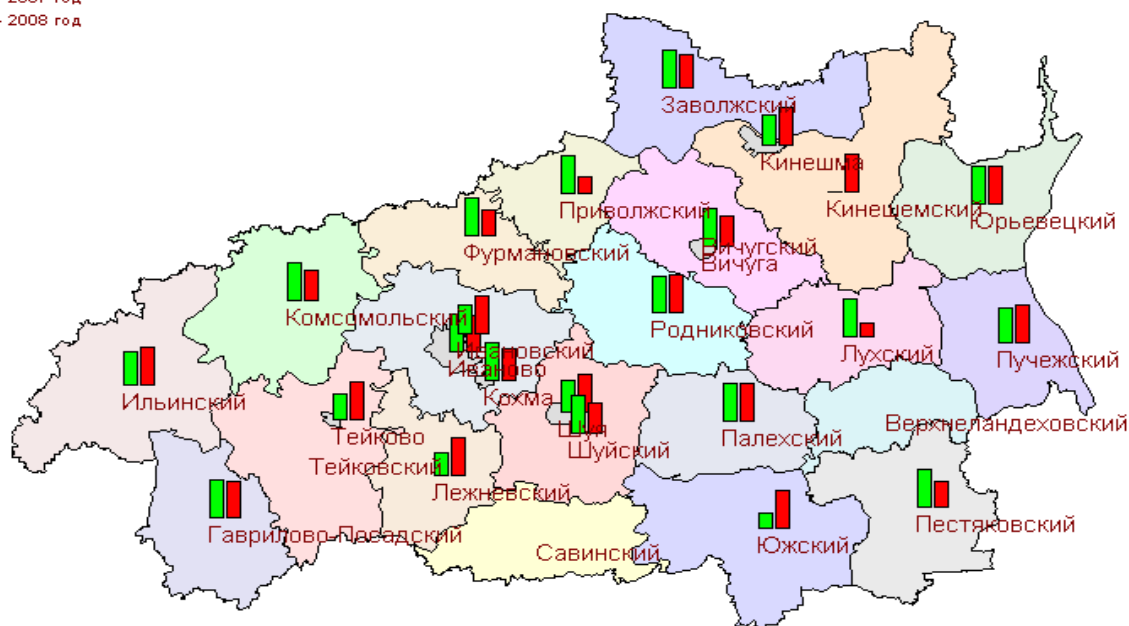 2008 год
Заволжский
Кинешма
Приволжский
Кинешемский
Юрьевецкий
Фурмановский
Вичугский
Вичуга
Комсомольский
Родниковский
Лухский
Пучежский
Ивановский
Иваново
Ильинский
Кохма
Тейково
Шуя
Шуйский
Палехский
Верхнеландеховский
Тейковский
Лежневский
Гаврилово-Посадский
Савинский
Южский
Пестяковский